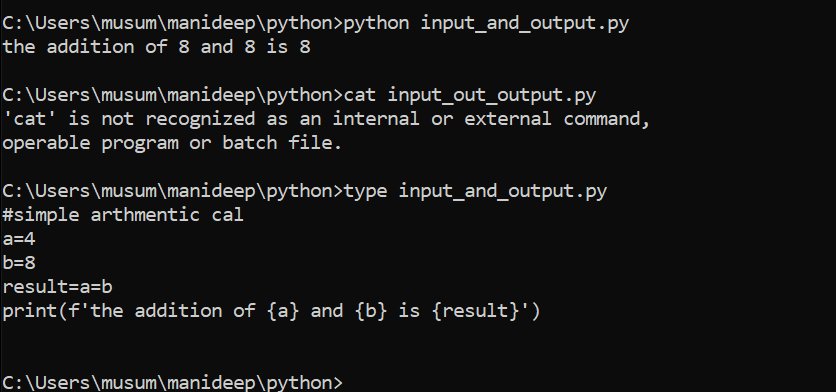 C:\Users\musum\manideep\python>python input_and_output.py
the addition of 8 and 8 is 8
C:\Users\musum\manideep\python>cat input_out_output.py
'cat' is not recognized as an internal or external command,
operable program or batch file.
C:\Users\musum\manideep\python>type input_and_output.py
#simple arthmentic cal
a=4
b=8
result=a=b
print(f'the addition of {a} and {b} is {result}')
C:\Users\musum\manideep\python>